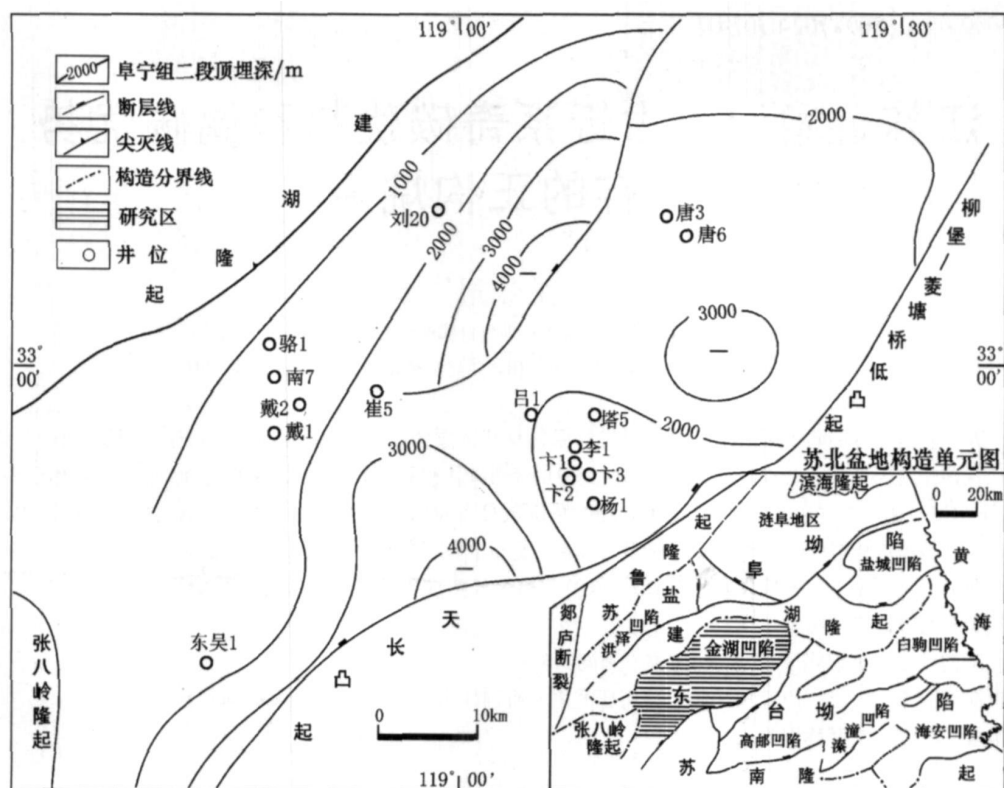 119°00′
119°30′
2000 阜宁组二段顶埋深/m
断层线
尖灭线
构造分界线
研究区
井位
建湖隆起
1000
2000
3000
4000
2000
刘20
唐3
唐6
3000
柳堡—菱塘桥低凸起
33°00′
33°00′
骆1
南7
戴2
戴1
崔5
吕1
塔5
2000
李1
卞1
卞3
卞2
杨1
3000
4000
东吴1
张八岭隆起
天长凸起
0 10km
119°00′
苏北盆地构造单元图
0 20km
滨海隆起
涟阜地区
盐城凹陷
黄海
鲁苏隆起
盐阜坳陷
洪泽凹陷
郯庐断裂
建湖隆起
金湖凹陷
白驹凹陷
东台坳陷
张八岭隆起
高邮凹陷
溱潼凹陷
海安凹陷
苏南隆起